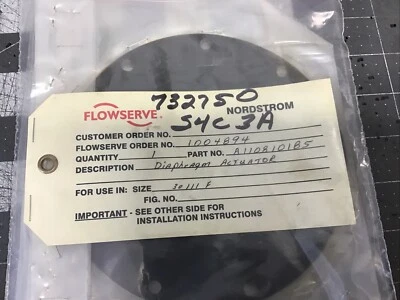 732750
FLOWSERVE NORDSTROM
S4C3A
CUSTOMER ORDER NO.
FLOWSERVE ORDER NO. 1004894
QUANTITY 1 PART NO. A110810185
DESCRIPTION Diaphragm Actuator
FOR USE IN: SIZE 30111 F
FIG. NO.
IMPORTANT - SEE OTHER SIDE FOR
INSTALLATION INSTRUCTIONS